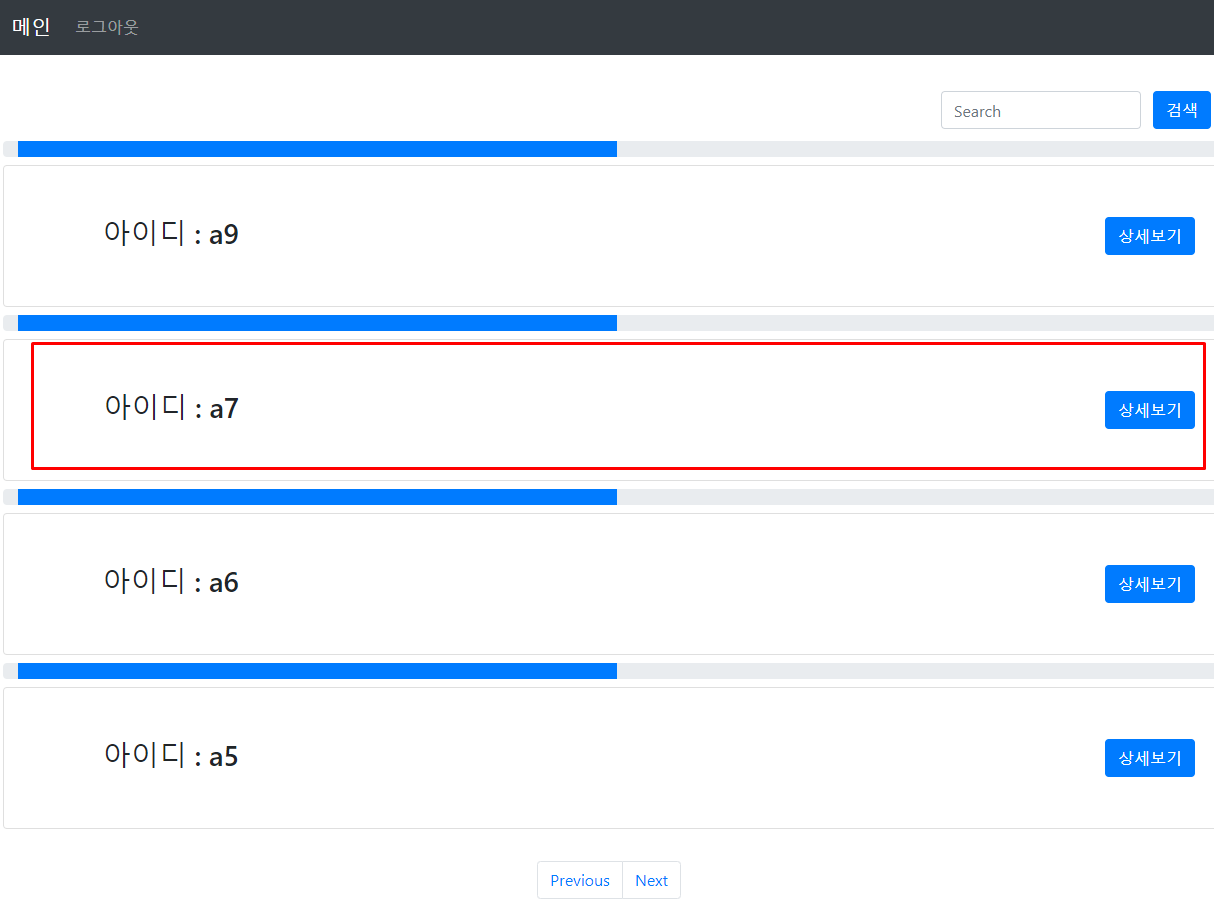 메인 로그아웃
Search 검색
아이디 : a9 상세보기
아이디 : a7 상세보기
아이디 : a6 상세보기
아이디 : a5 상세보기
Previous Next